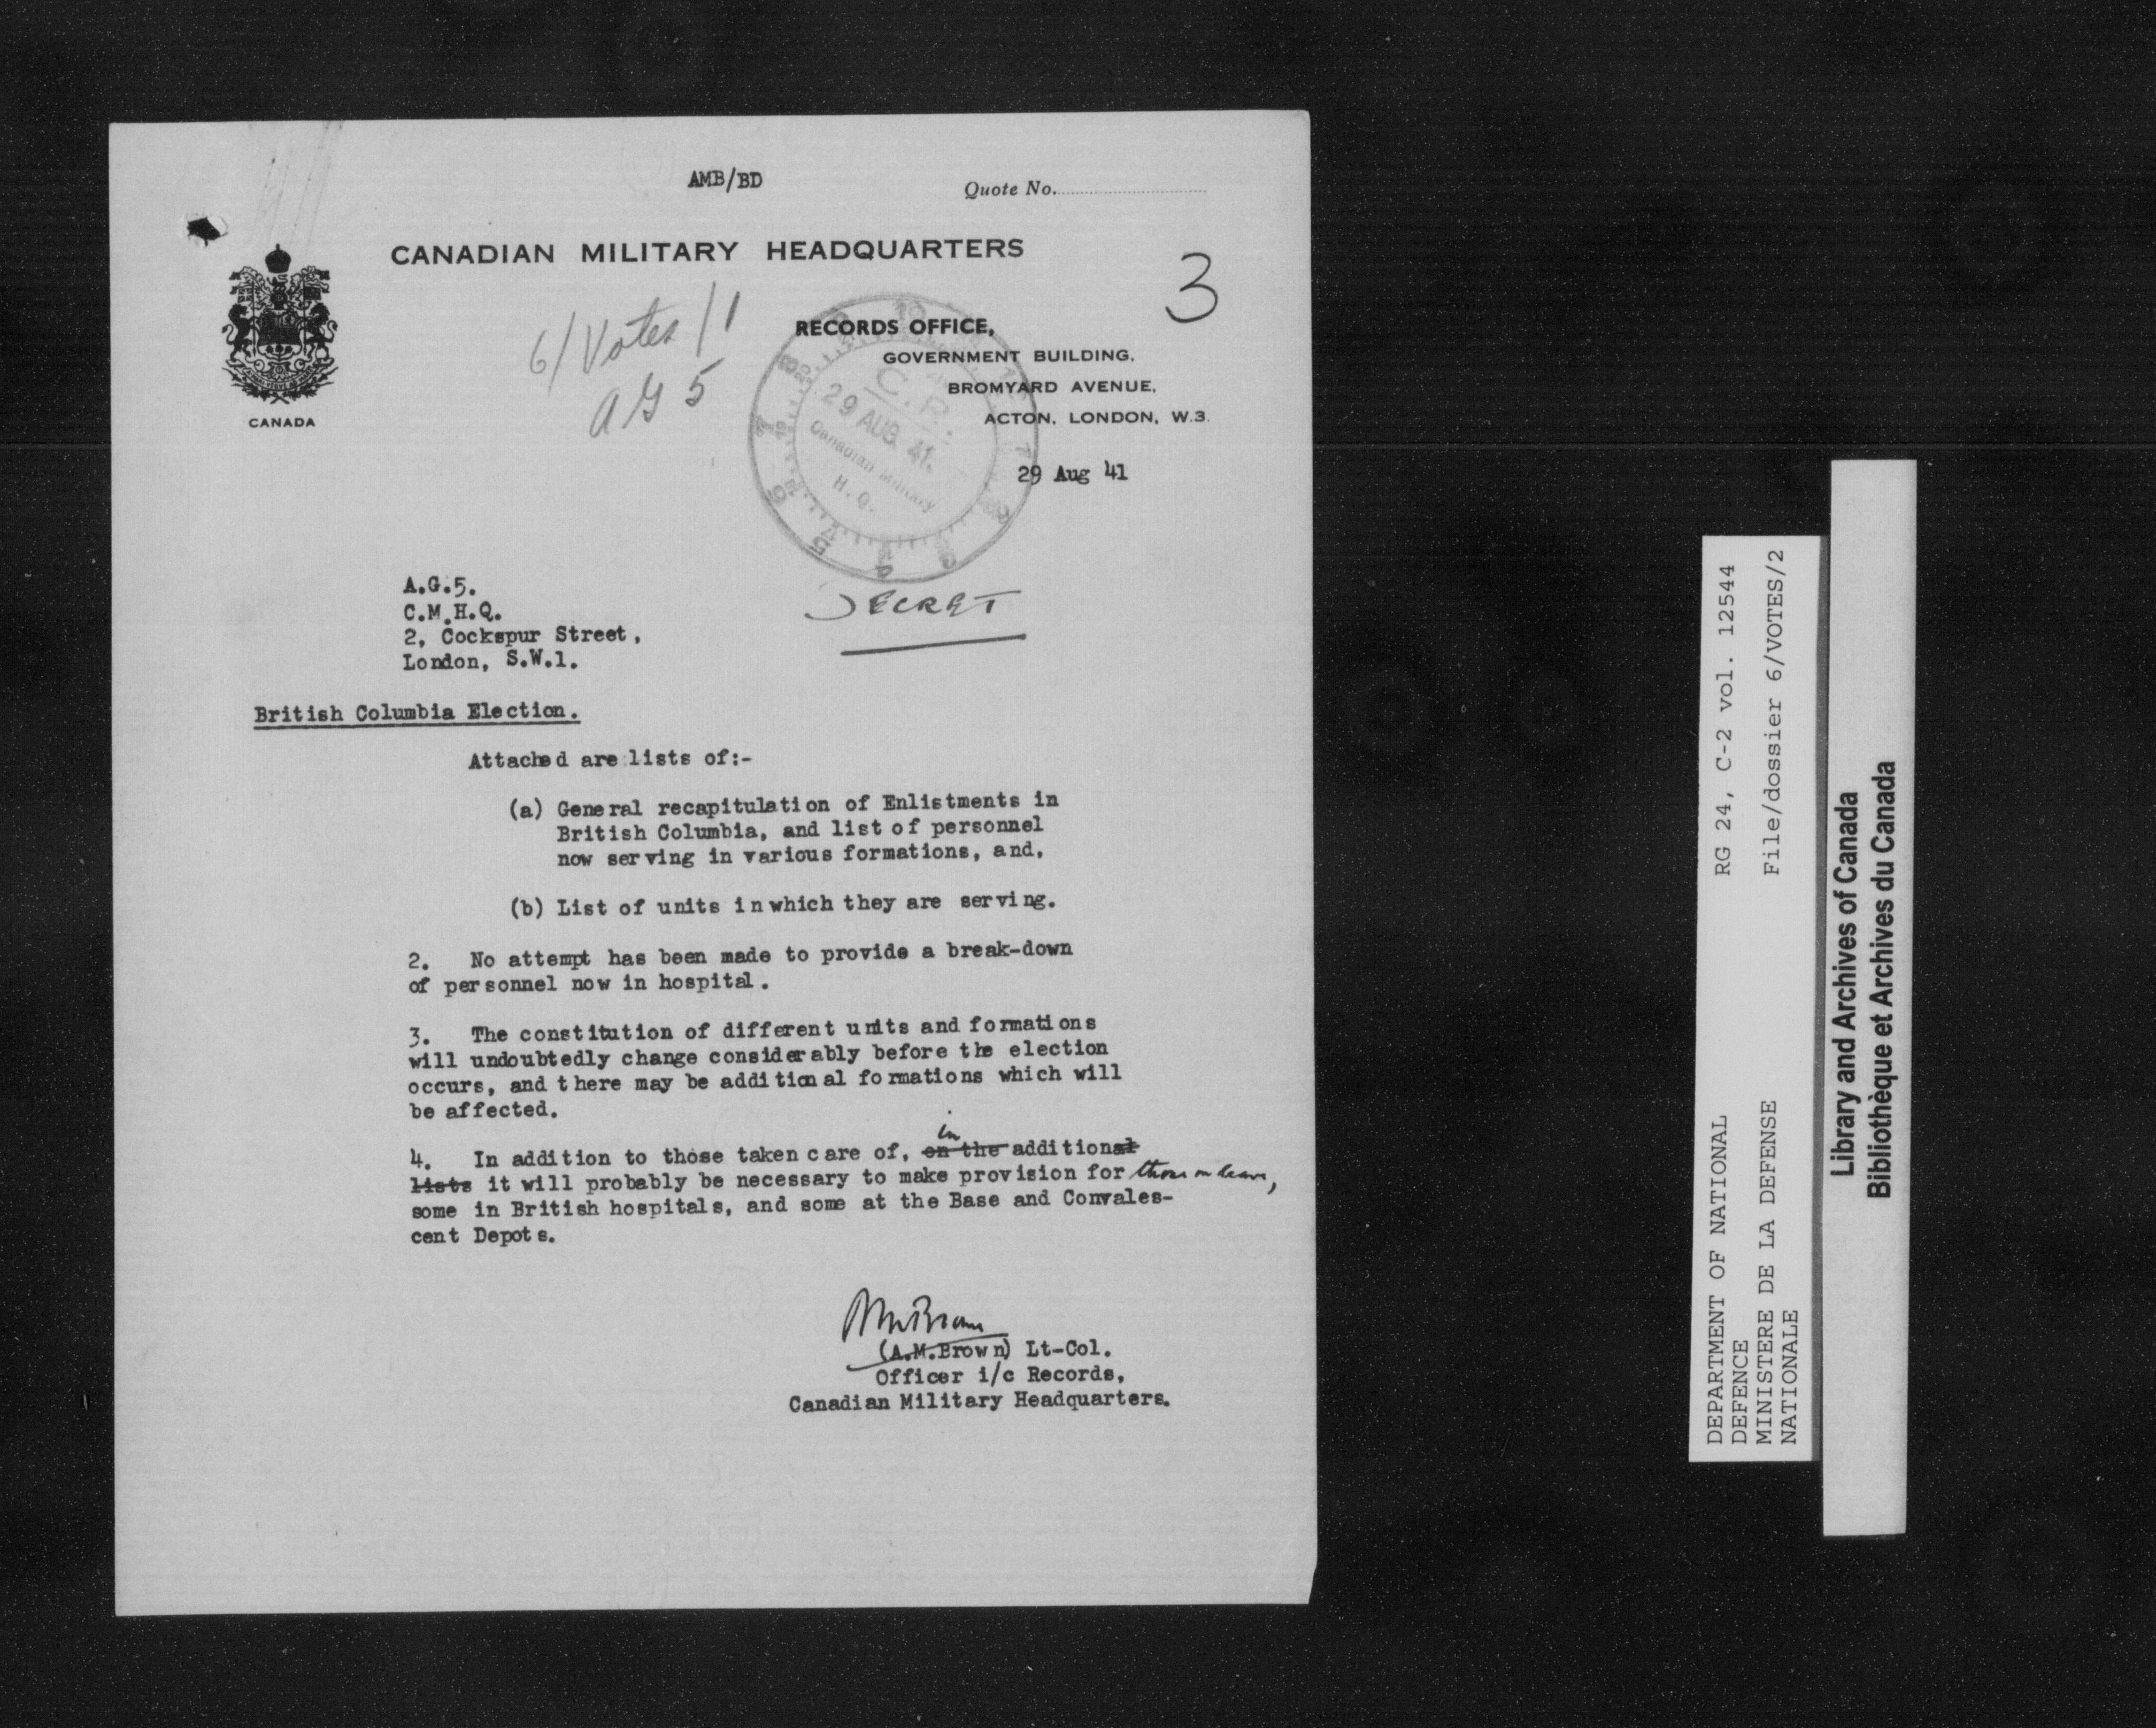 AMB/BD
Quote No.
CANADIAN MILITARY HEADQUARTERS
3
6/Votes/1
AG 5
CANADA
RECORDS OFFICE,
GOVERNMENT BUILDING,
BROMYARD AVENUE,
ACTON, LONDON, W.3.
C.R.
29 AUG 41.
Canadian Military
H.Q.
29 Aug 41
A.G.5.
C.M.H.Q.
2, Cockspur Street,
London, S.W.1.
SECRET
British Columbia Election.
Attached are lists of:-
(a) General recapitulation of Enlistments in
British Columbia, and list of personnel
now serving in various formations, and,
(b) List of units in which they are serving.
2. No attempt has been made to provide a break-down
of personnel now in hospital.
3. The constitution of different units and formations
will undoubtedly change considerably before the election
occurs, and there may be additional formations which will
be affected.
in
4. In addition to those taken care of, on the additional
lists it will probably be necessary to make provision for those on leave,
some in British hospitals, and some at the Base and Convales-
cent Depots.
(A.M.Brown) Lt-Col.
Officer i/c Records,
Canadian Military Headquarters.
DEPARTMENT OF NATIONAL
DEFENCE
MINISTERE DE LA DEFENSE
NATIONALE
RG 24, C-2 vol. 12544
File/dossier 6/VOTES/2
Library and Archives of Canada
Bibliothèque et Archives du Canada